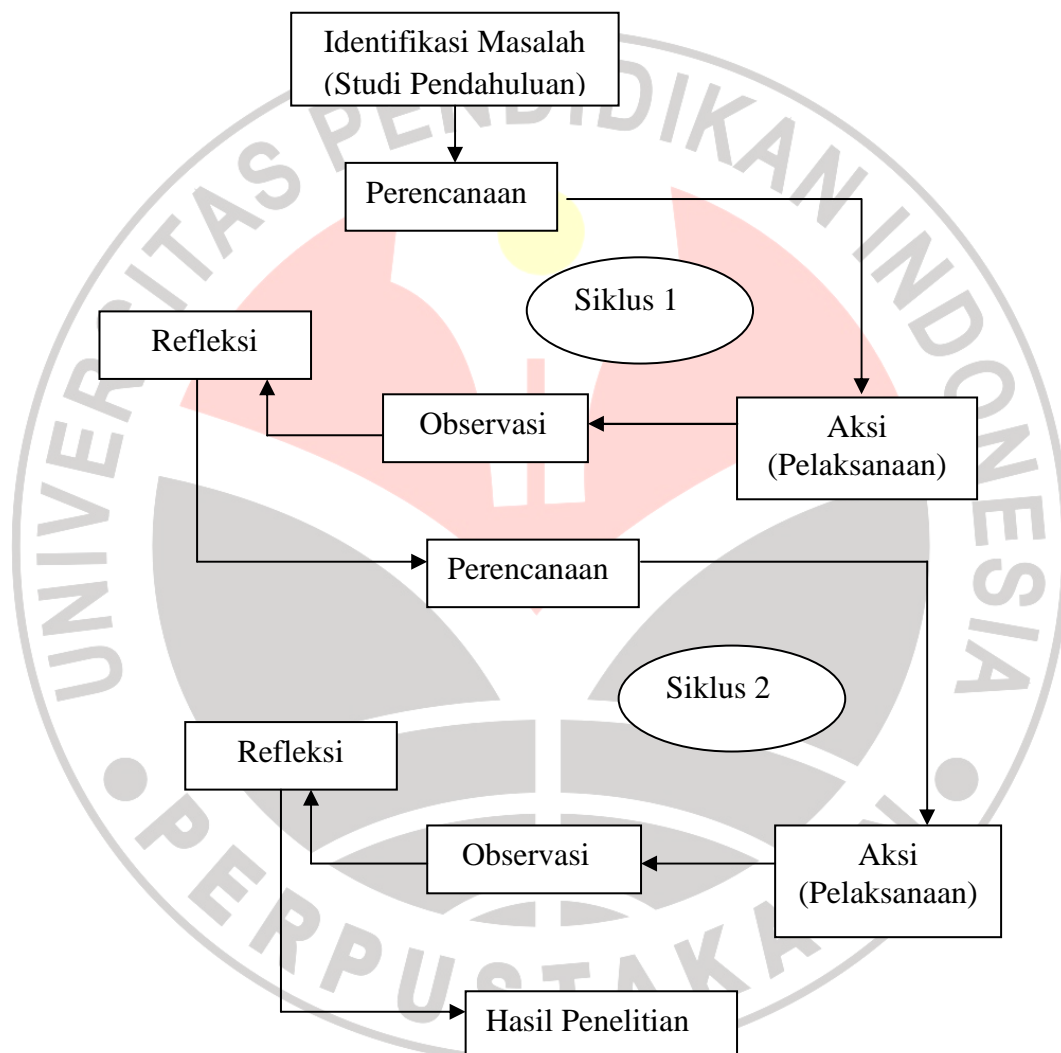 Identifikasi Masalah
(Studi Pendahuluan)
Perencanaan
Siklus 1
Refleksi
Observasi
Aksi
(Pelaksanaan)
Perencanaan
Siklus 2
Refleksi
Observasi
Aksi
(Pelaksanaan)
Hasil Penelitian
UNIVERSITAS PENDIDIKAN INDONESIA
PERPUSTAKAAN